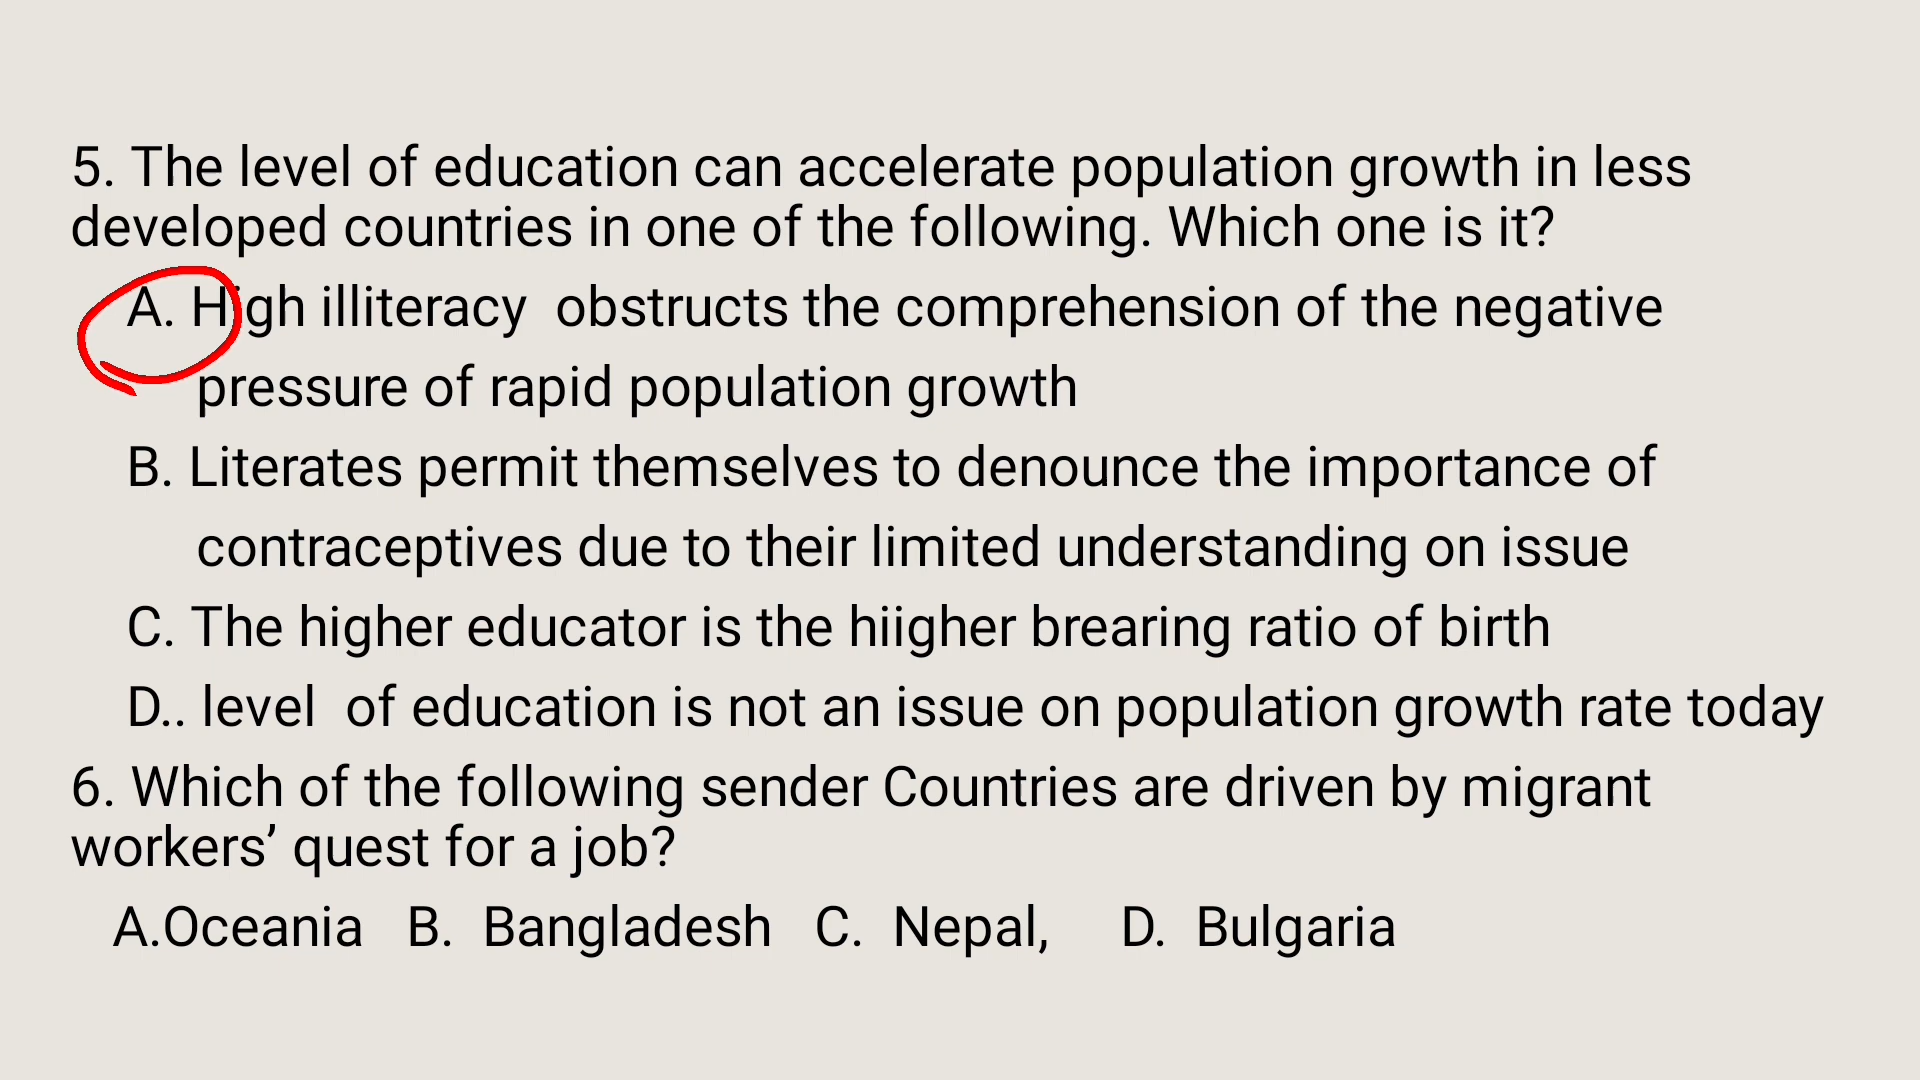 5. The level of education can accelerate population growth in less
developed countries in one of the following. Which one is it?
A. High illiteracy  obstructs the comprehension of the negative
pressure of rapid population growth
B. Literates permit themselves to denounce the importance of
contraceptives due to their limited understanding on issue
C. The higher educator is the hiigher brearing ratio of birth
D.. level  of education is not an issue on population growth rate today
6. Which of the following sender Countries are driven by migrant
workers’ quest for a job?
A.Oceania   B.  Bangladesh   C.  Nepal,     D.  Bulgaria